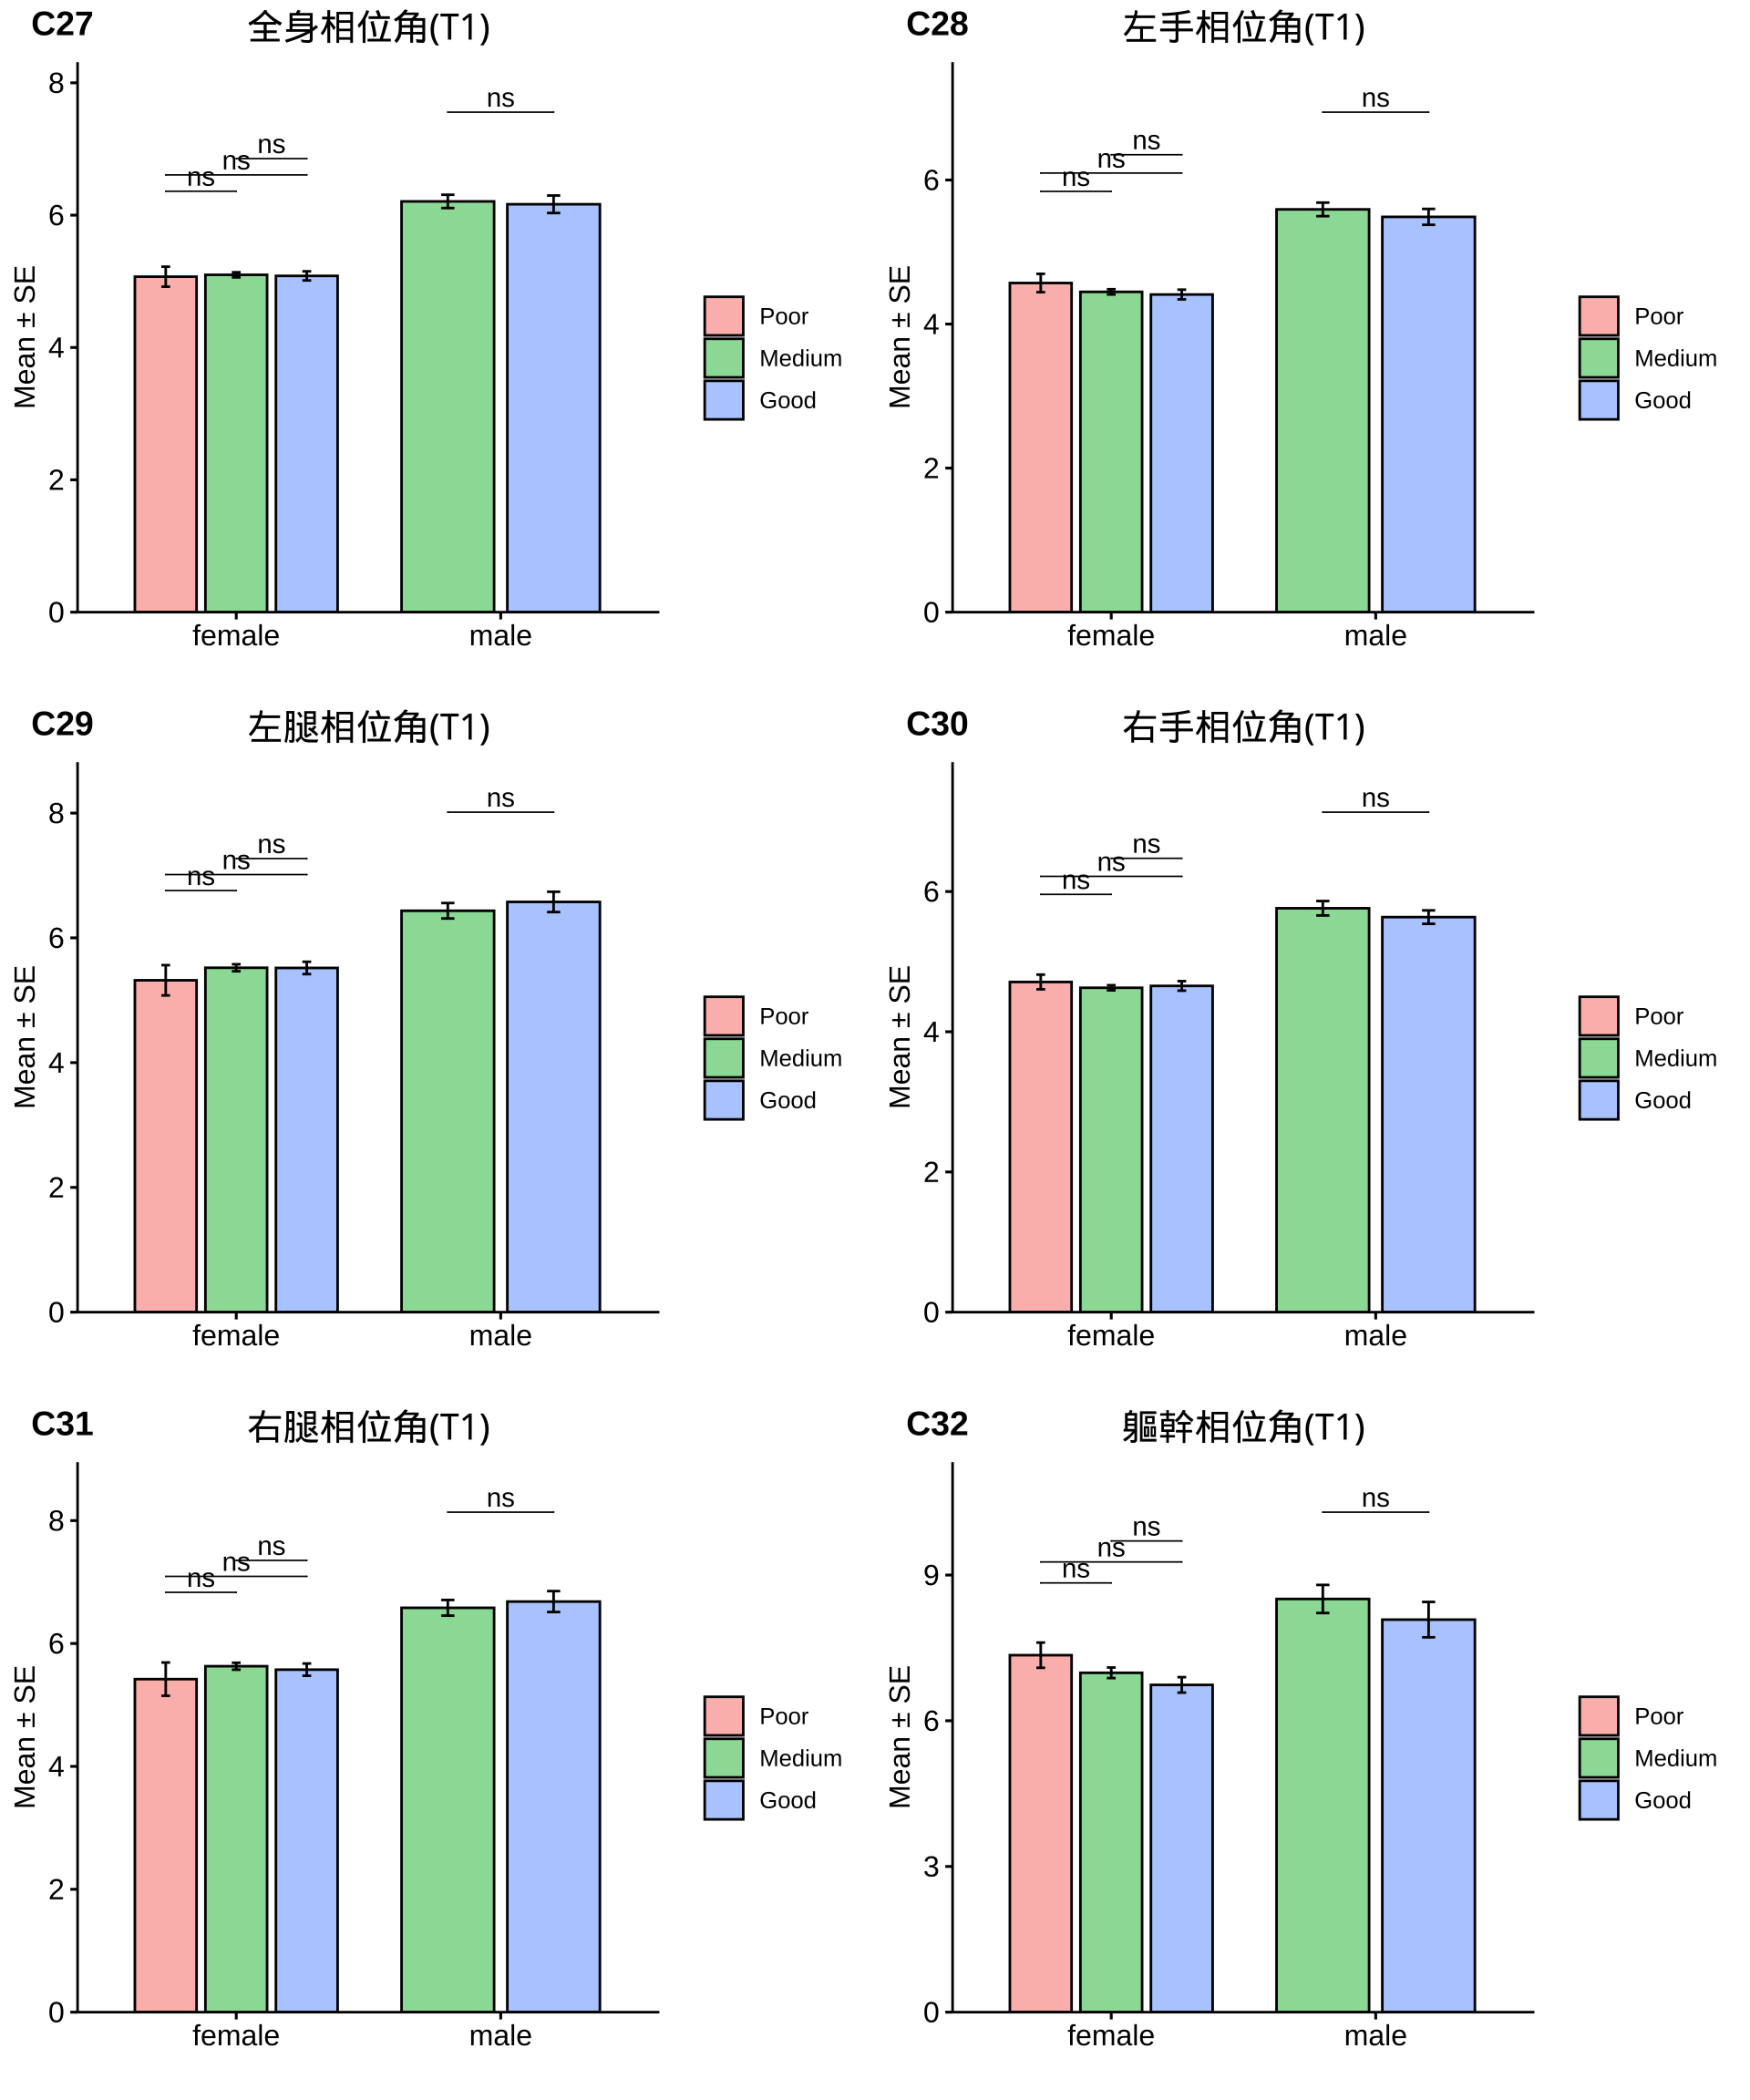 C27 全身相位角(T1)
8
6
4
2
0
Mean ± SE
ns
ns
ns
ns
female
male
Poor
Medium
Good
C28 左手相位角(T1)
6
4
2
0
Mean ± SE
ns
ns
ns
ns
female
male
Poor
Medium
Good
C29 左腿相位角(T1)
8
6
4
2
0
Mean ± SE
ns
ns
ns
ns
female
male
Poor
Medium
Good
C30 右手相位角(T1)
6
4
2
0
Mean ± SE
ns
ns
ns
ns
female
male
Poor
Medium
Good
C31 右腿相位角(T1)
8
6
4
2
0
Mean ± SE
ns
ns
ns
ns
female
male
Poor
Medium
Good
C32 軀幹相位角(T1)
9
6
3
0
Mean ± SE
ns
ns
ns
ns
female
male
Poor
Medium
Good